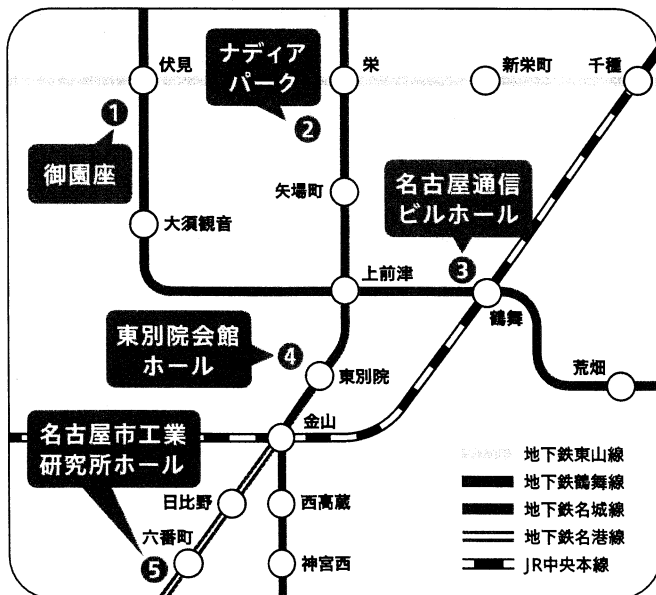 伏見
ナディア
パーク
栄
新栄町
千種
❶
❷
御園座
矢場町
名古屋通信
ビルホール
大須観音
上前津
❸
鶴舞
東別院会館
ホール
❹
東別院
荒畑
金山
名古屋市工業
研究所ホール
地下鉄東山線
地下鉄鶴舞線
日比野
西高蔵
地下鉄名城線
六番町
地下鉄名港線
❺
神宮西
JR中央本線